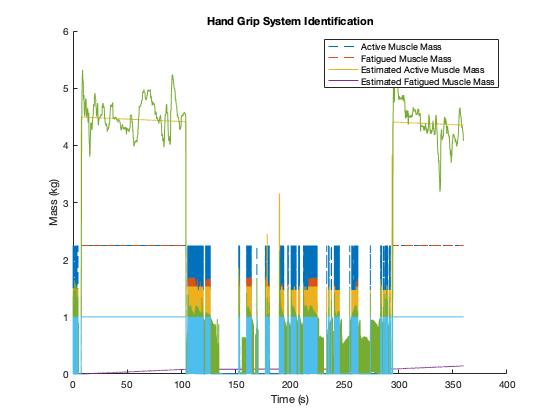 Hand Grip System Identification
Active Muscle Mass
Fatigued Muscle Mass
Estimated Active Muscle Mass
Estimated Fatigued Muscle Mass
Mass (kg)
6
5
4
3
2
1
0
0 50 100 150 200 250 300 350 400
Time (s)